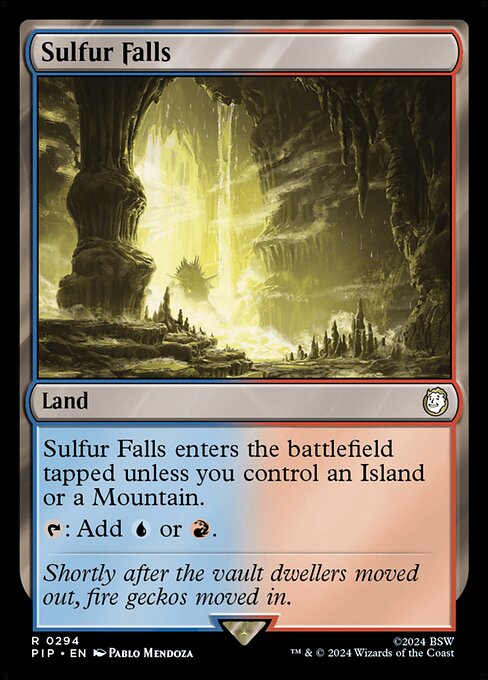 Sulfur Falls
Land
Sulfur Falls enters the battlefield
tapped unless you control an Island
or a Mountain.
: Add or .
Shortly after the vault dwellers moved
out, fire geckos moved in.
R 0294
PIP • EN Pablo Mendoza
©2024 BSW
™ & © 2024 Wizards of the Coast